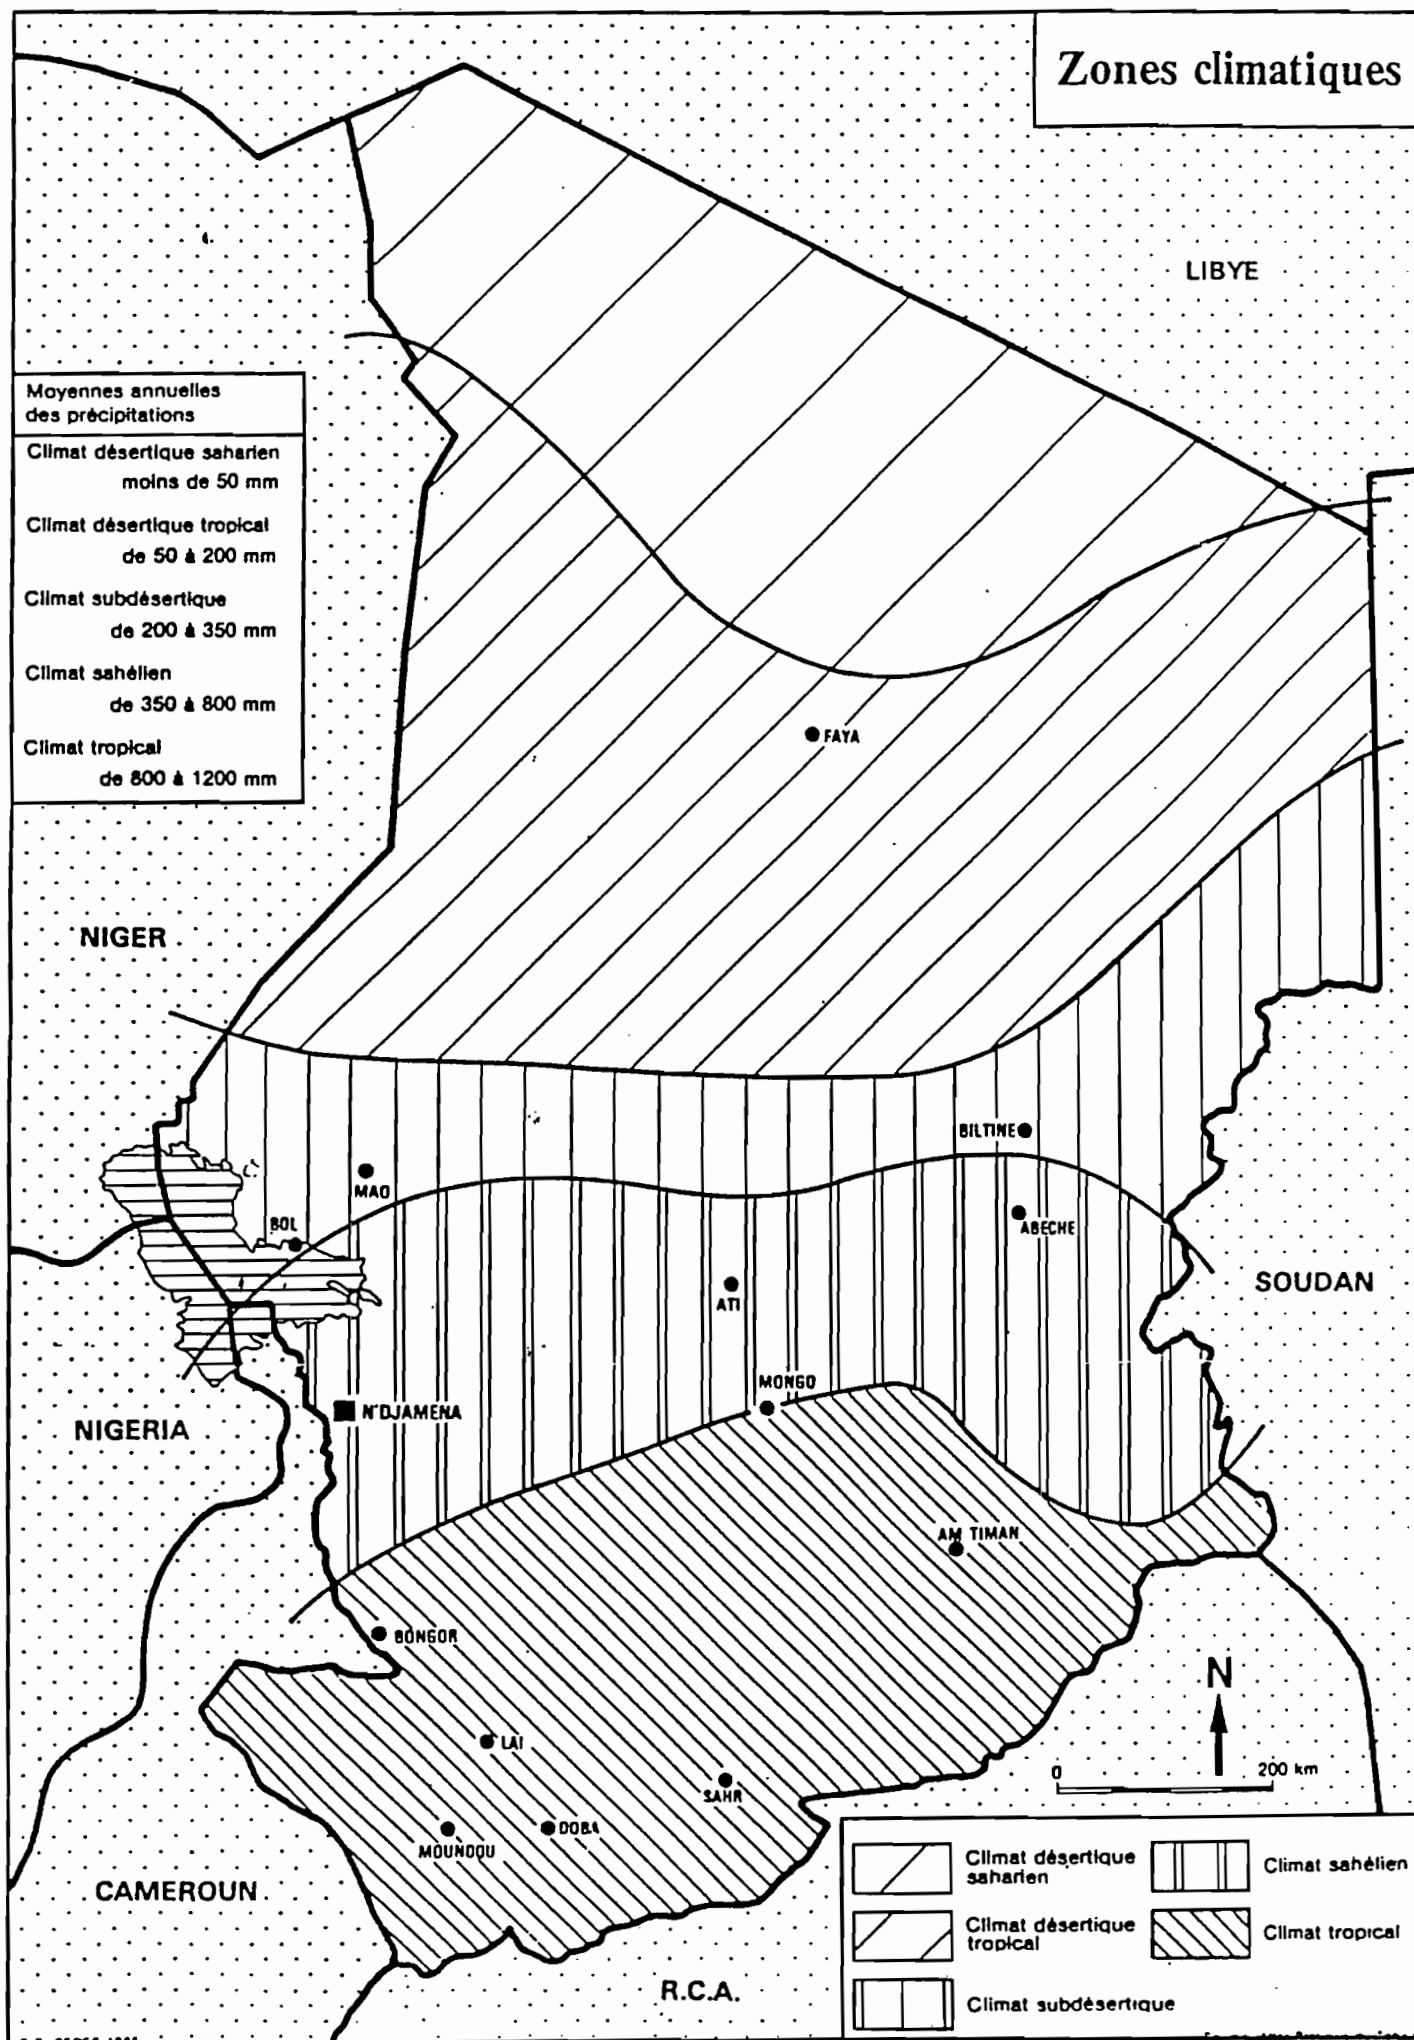 Zones climatiques
LIBYE
Moyennes annuelles
des précipitations
Climat désertique saharien
moins de 50 mm
Climat désertique tropical
de 50 à 200 mm
Climat subdésertique
de 200 à 350 mm
Climat sahélien
de 350 à 800 mm
Climat tropical
de 800 à 1200 mm
FAYA
NIGER
BILTINE
MAO
BOL
ABECHE
ATI
SOUDAN
MONGO
N'DJAMENA
NIGERIA
AM TIMAN
BONGOR
N
LAI
0 200 km
SAHR
DOBA
MOUNDOU
CAMEROUN
R.C.A.
Climat désertique
saharien
Climat sahélien
Climat désertique
tropical
Climat tropical
Climat subdésertique